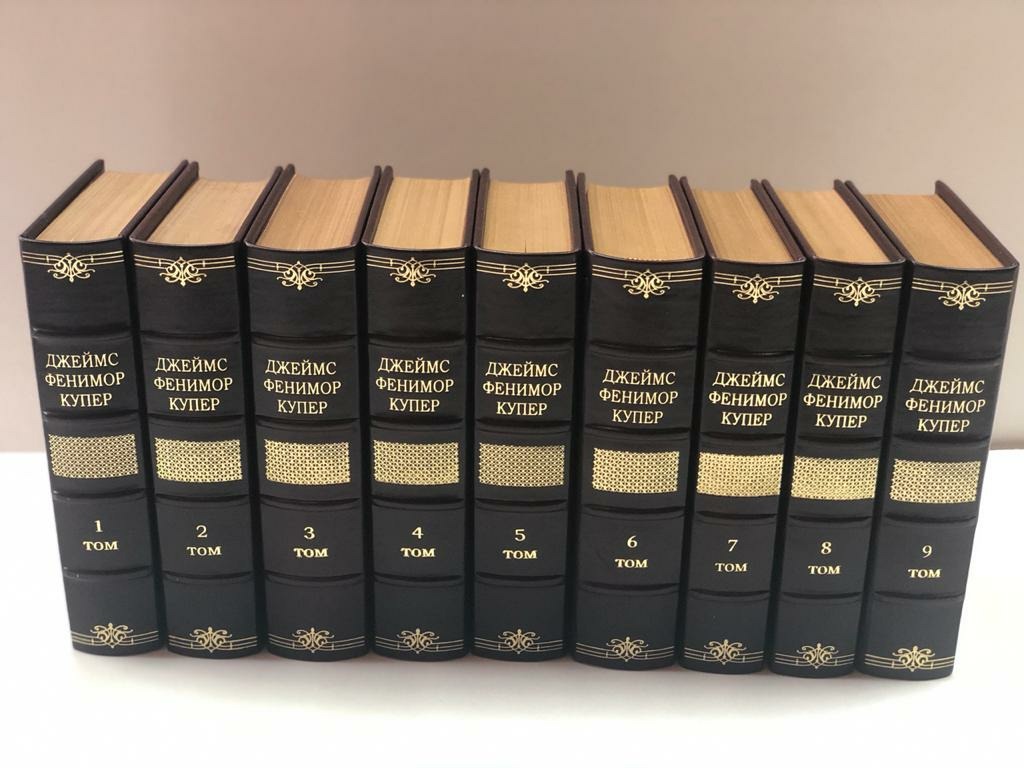 ДЖЕЙМС
ФЕНИМОР
КУПЕР
1
ТОМ
ДЖЕЙМС
ФЕНИМОР
КУПЕР
2
ТОМ
ДЖЕЙМС
ФЕНИМОР
КУПЕР
3
ТОМ
ДЖЕЙМС
ФЕНИМОР
КУПЕР
4
ТОМ
ДЖЕЙМС
ФЕНИМОР
КУПЕР
5
ТОМ
ДЖЕЙМС
ФЕНИМОР
КУПЕР
6
ТОМ
ДЖЕЙМС
ФЕНИМОР
КУПЕР
7
ТОМ
ДЖЕЙМС
ФЕНИМОР
КУПЕР
8
ТОМ
ДЖЕЙМС
ФЕНИМОР
КУПЕР
9
ТОМ